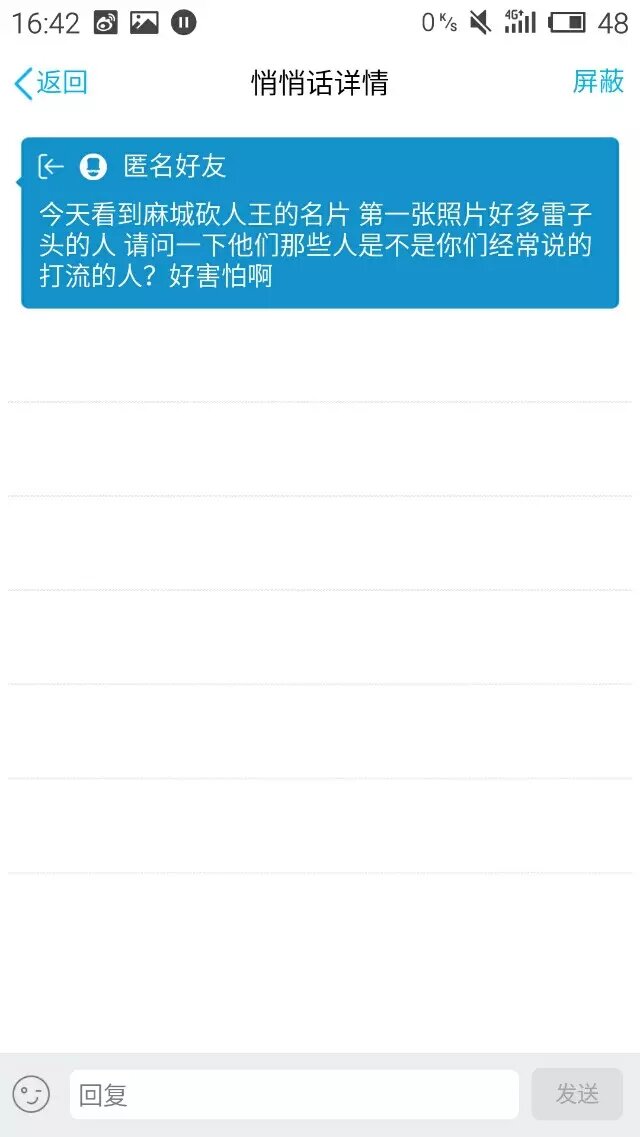 16:42 0 K/s 4G+ 48
返回 悄悄话详情 屏蔽
匿名好友
今天看到麻城砍人王的名片 第一张照片好多雷子
头的人 请问一下他们那些人是不是你们经常说的
打流的人？好害怕啊
回复 发送